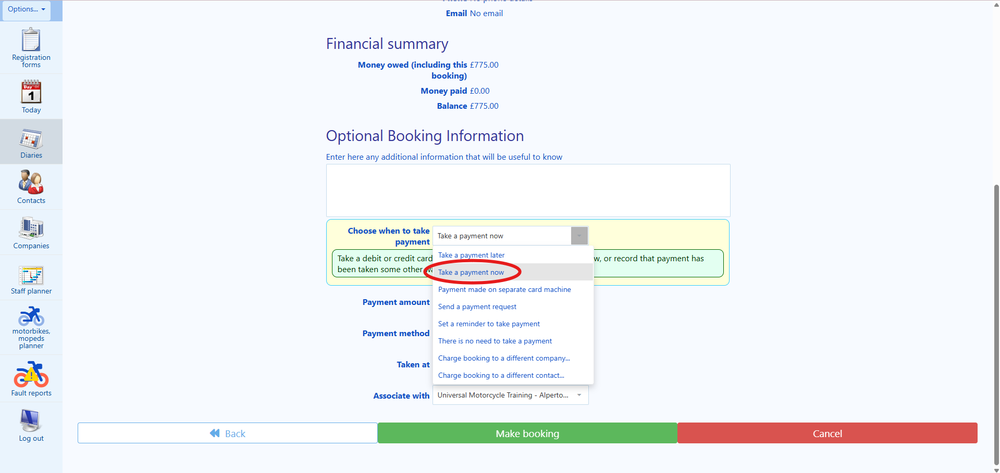 Options...
Registration
forms
Day
1
Today
Diaries
Contacts
Companies
Staff planner
motorbikes,
mopeds
planner
Fault reports
Log out
Email No email
Financial summary
Money owed (including this £775.00
booking)
Money paid £0.00
Balance £775.00
Optional Booking Information
Enter here any additional information that will be useful to know
Choose when to take
payment
Take a payment now
Take a debit or credit card w, or record that payment has
been taken some other wa
Take a payment later
Take a payment now
Payment made on separate card machine
Send a payment request
Set a reminder to take payment
There is no need to take a payment
Charge booking to a different company...
Charge booking to a different contact...
Payment amount
Payment method
Taken at
Associate with Universal Motorcycle Training - Alperto...
Back
Make booking
Cancel